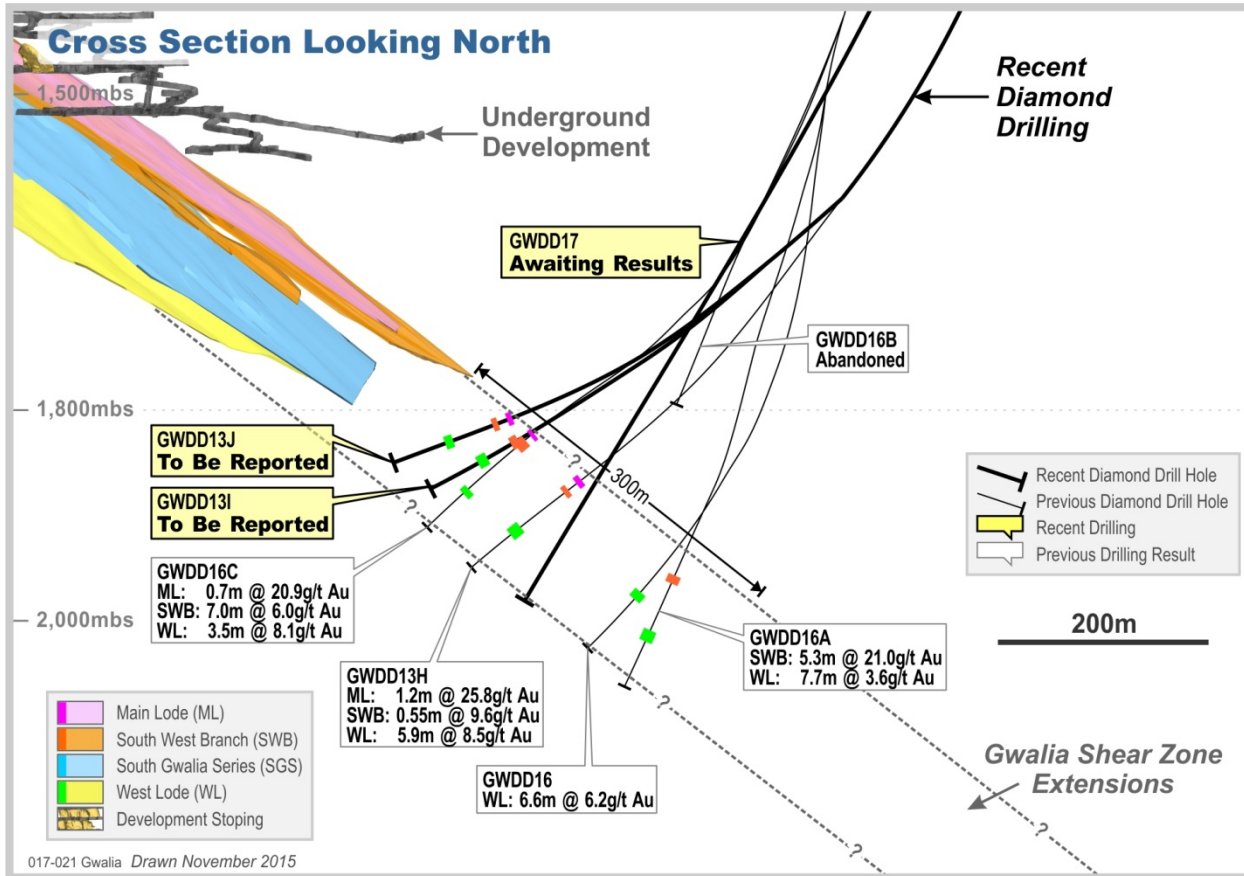 Cross Section Looking North
1,500mbs
Underground
Development
Recent
Diamond
Drilling
GWDD17
Awaiting Results
GWDD16B
Abandoned
1,800mbs
GWDD13J
To Be Reported
GWDD13I
To Be Reported
?
?
300m
GWDD16C
ML: 0.7m @ 20.9g/t Au
SWB: 7.0m @ 6.0g/t Au
WL: 3.5m @ 8.1g/t Au
2,000mbs
GWDD13H
ML: 1.2m @ 25.8g/t Au
SWB: 0.55m @ 9.6g/t Au
WL: 5.9m @ 8.5g/t Au
GWDD16
WL: 6.6m @ 6.2g/t Au
GWDD16A
SWB: 5.3m @ 21.0g/t Au
WL: 7.7m @ 3.6g/t Au
Recent Diamond Drill Hole
Previous Diamond Drill Hole
Recent Drilling
Previous Drilling Result
200m
?
Gwalia Shear Zone
Extensions
?
?
Main Lode (ML)
South West Branch (SWB)
South Gwalia Series (SGS)
West Lode (WL)
Development Stoping
017-021 Gwalia Drawn November 2015